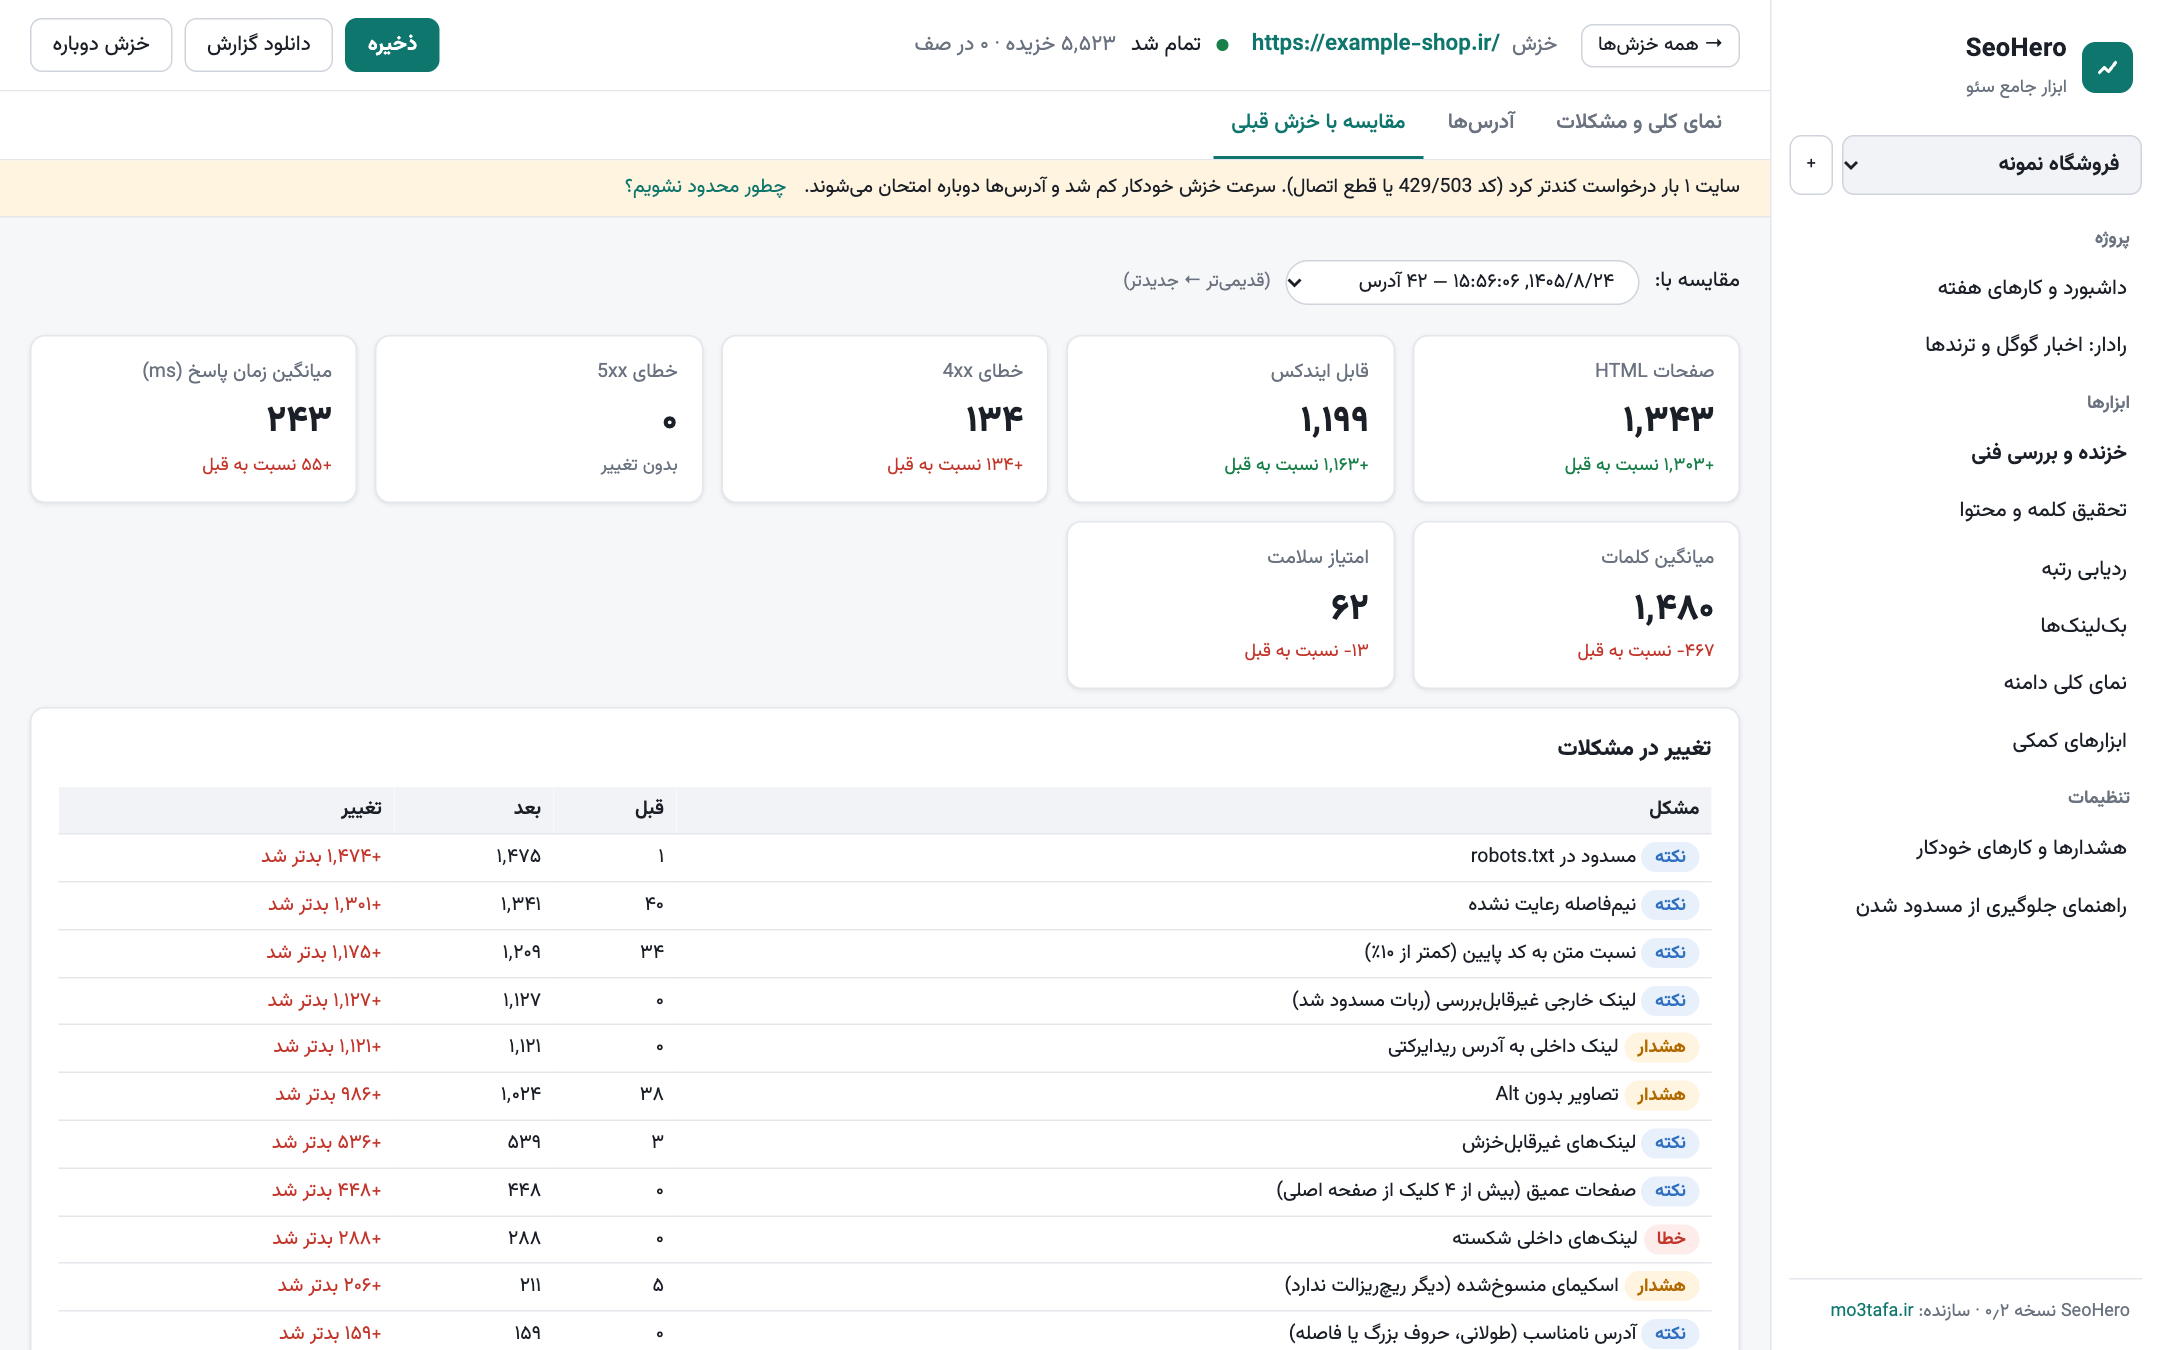 SeoHero
ابزار جامع سئو
فروشگاه نمونه
+
پروژه
داشبورد و کارهای هفته
رادار: اخبار گوگل و ترندها
ابزارها
خزنده و بررسی فنی
تحقیق کلمه و محتوا
ردیابی رتبه
بک‌لینک‌ها
نمای کلی دامنه
ابزارهای کمکی
تنظیمات
هشدارها و کارهای خودکار
راهنمای جلوگیری از مسدود شدن
SeoHero نسخه ۰٫۲ · سازنده: mo3tafa.ir
→ همه خزش‌ها
خزش https://example-shop.ir/
تمام شد ۵,۵۲۳ خزیده · ۰ در صف
ذخیره
دانلود گزارش
خزش دوباره
نمای کلی و مشکلات
آدرس‌ها
مقایسه با خزش قبلی
سایت ۱ بار درخواست کندتر کرد (کد 429/503 یا قطع اتصال). سرعت خزش خودکار کم شد و آدرس‌ها دوباره امتحان می‌شوند. چطور محدود نشویم؟
مقایسه با: ۱۴۰۵/۸/۲۴, ۱۵:۵۶:۰۶ — ۴۲ آدرس (قدیمی‌تر ← جدیدتر)
صفحات HTML
۱,۳۴۳
+۱,۳۰۳ نسبت به قبل
قابل ایندکس
۱,۱۹۹
+۱,۱۶۳ نسبت به قبل
خطای 4xx
۱۳۴
+۱۳۴ نسبت به قبل
خطای 5xx
۰
بدون تغییر
میانگین زمان پاسخ (ms)
۲۴۳
+۵۵ نسبت به قبل
میانگین کلمات
۱,۴۸۰
-۴۶۷ نسبت به قبل
امتیاز سلامت
۶۲
-۱۳ نسبت به قبل
تغییر در مشکلات
مشکل قبل بعد تغییر
نکته مسدود در robots.txt ۱ ۱,۴۷۵ +۱,۴۷۴ بدتر شد
نکته نیم‌فاصله رعایت نشده ۴۰ ۱,۳۴۱ +۱,۳۰۱ بدتر شد
نکته نسبت متن به کد پایین (کمتر از ۱۰٪) ۳۴ ۱,۲۰۹ +۱,۱۷۵ بدتر شد
نکته لینک خارجی غیرقابل‌بررسی (ربات مسدود شد) ۰ ۱,۱۲۷ +۱,۱۲۷ بدتر شد
هشدار لینک داخلی به آدرس ریدایرکتی ۰ ۱,۱۲۱ +۱,۱۲۱ بدتر شد
هشدار تصاویر بدون Alt ۳۸ ۱,۰۲۴ +۹۸۶ بدتر شد
نکته لینک‌های غیرقابل‌خزش ۳ ۵۳۹ +۵۳۶ بدتر شد
نکته صفحات عمیق (بیش از ۴ کلیک از صفحه اصلی) ۰ ۴۴۸ +۴۴۸ بدتر شد
خطا لینک‌های داخلی شکسته ۰ ۲۸۸ +۲۸۸ بدتر شد
هشدار اسکیمای منسوخ‌شده (دیگر ریچ‌ریزالت ندارد) ۵ ۲۱۱ +۲۰۶ بدتر شد
نکته آدرس نامناسب (طولانی، حروف بزرگ یا فاصله) ۰ ۱۵۹ +۱۵۹ بدتر شد